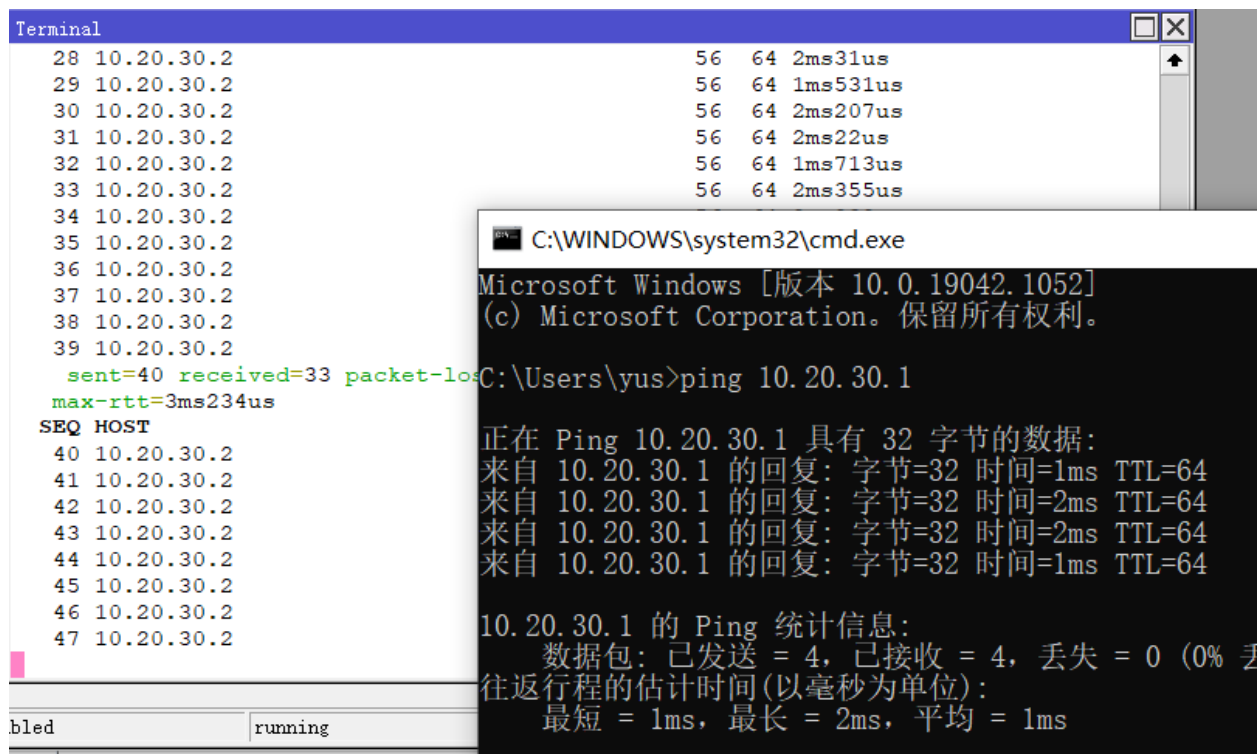 Terminal
28 10.20.30.2 56 64 2ms31us
29 10.20.30.2 56 64 1ms531us
30 10.20.30.2 56 64 2ms207us
31 10.20.30.2 56 64 2ms22us
32 10.20.30.2 56 64 1ms713us
33 10.20.30.2 56 64 2ms355us
34 10.20.30.2
35 10.20.30.2
36 10.20.30.2
37 10.20.30.2
38 10.20.30.2
39 10.20.30.2
sent=40 received=33 packet-los
max-rtt=3ms234us
SEQ HOST
40 10.20.30.2
41 10.20.30.2
42 10.20.30.2
43 10.20.30.2
44 10.20.30.2
45 10.20.30.2
46 10.20.30.2
47 10.20.30.2
bled
running
C:\WINDOWS\system32\cmd.exe
Microsoft Windows [版本 10.0.19042.1052]
(c) Microsoft Corporation。保留所有权利。
C:\Users\yus>ping 10.20.30.1
正在 Ping 10.20.30.1 具有 32 字节的数据:
来自 10.20.30.1 的回复: 字节=32 时间=1ms TTL=64
来自 10.20.30.1 的回复: 字节=32 时间=2ms TTL=64
来自 10.20.30.1 的回复: 字节=32 时间=2ms TTL=64
来自 10.20.30.1 的回复: 字节=32 时间=1ms TTL=64
10.20.30.1 的 Ping 统计信息:
数据包: 已发送 = 4，已接收 = 4，丢失 = 0 (0% 丢
往返行程的估计时间(以毫秒为单位):
最短 = 1ms，最长 = 2ms，平均 = 1ms